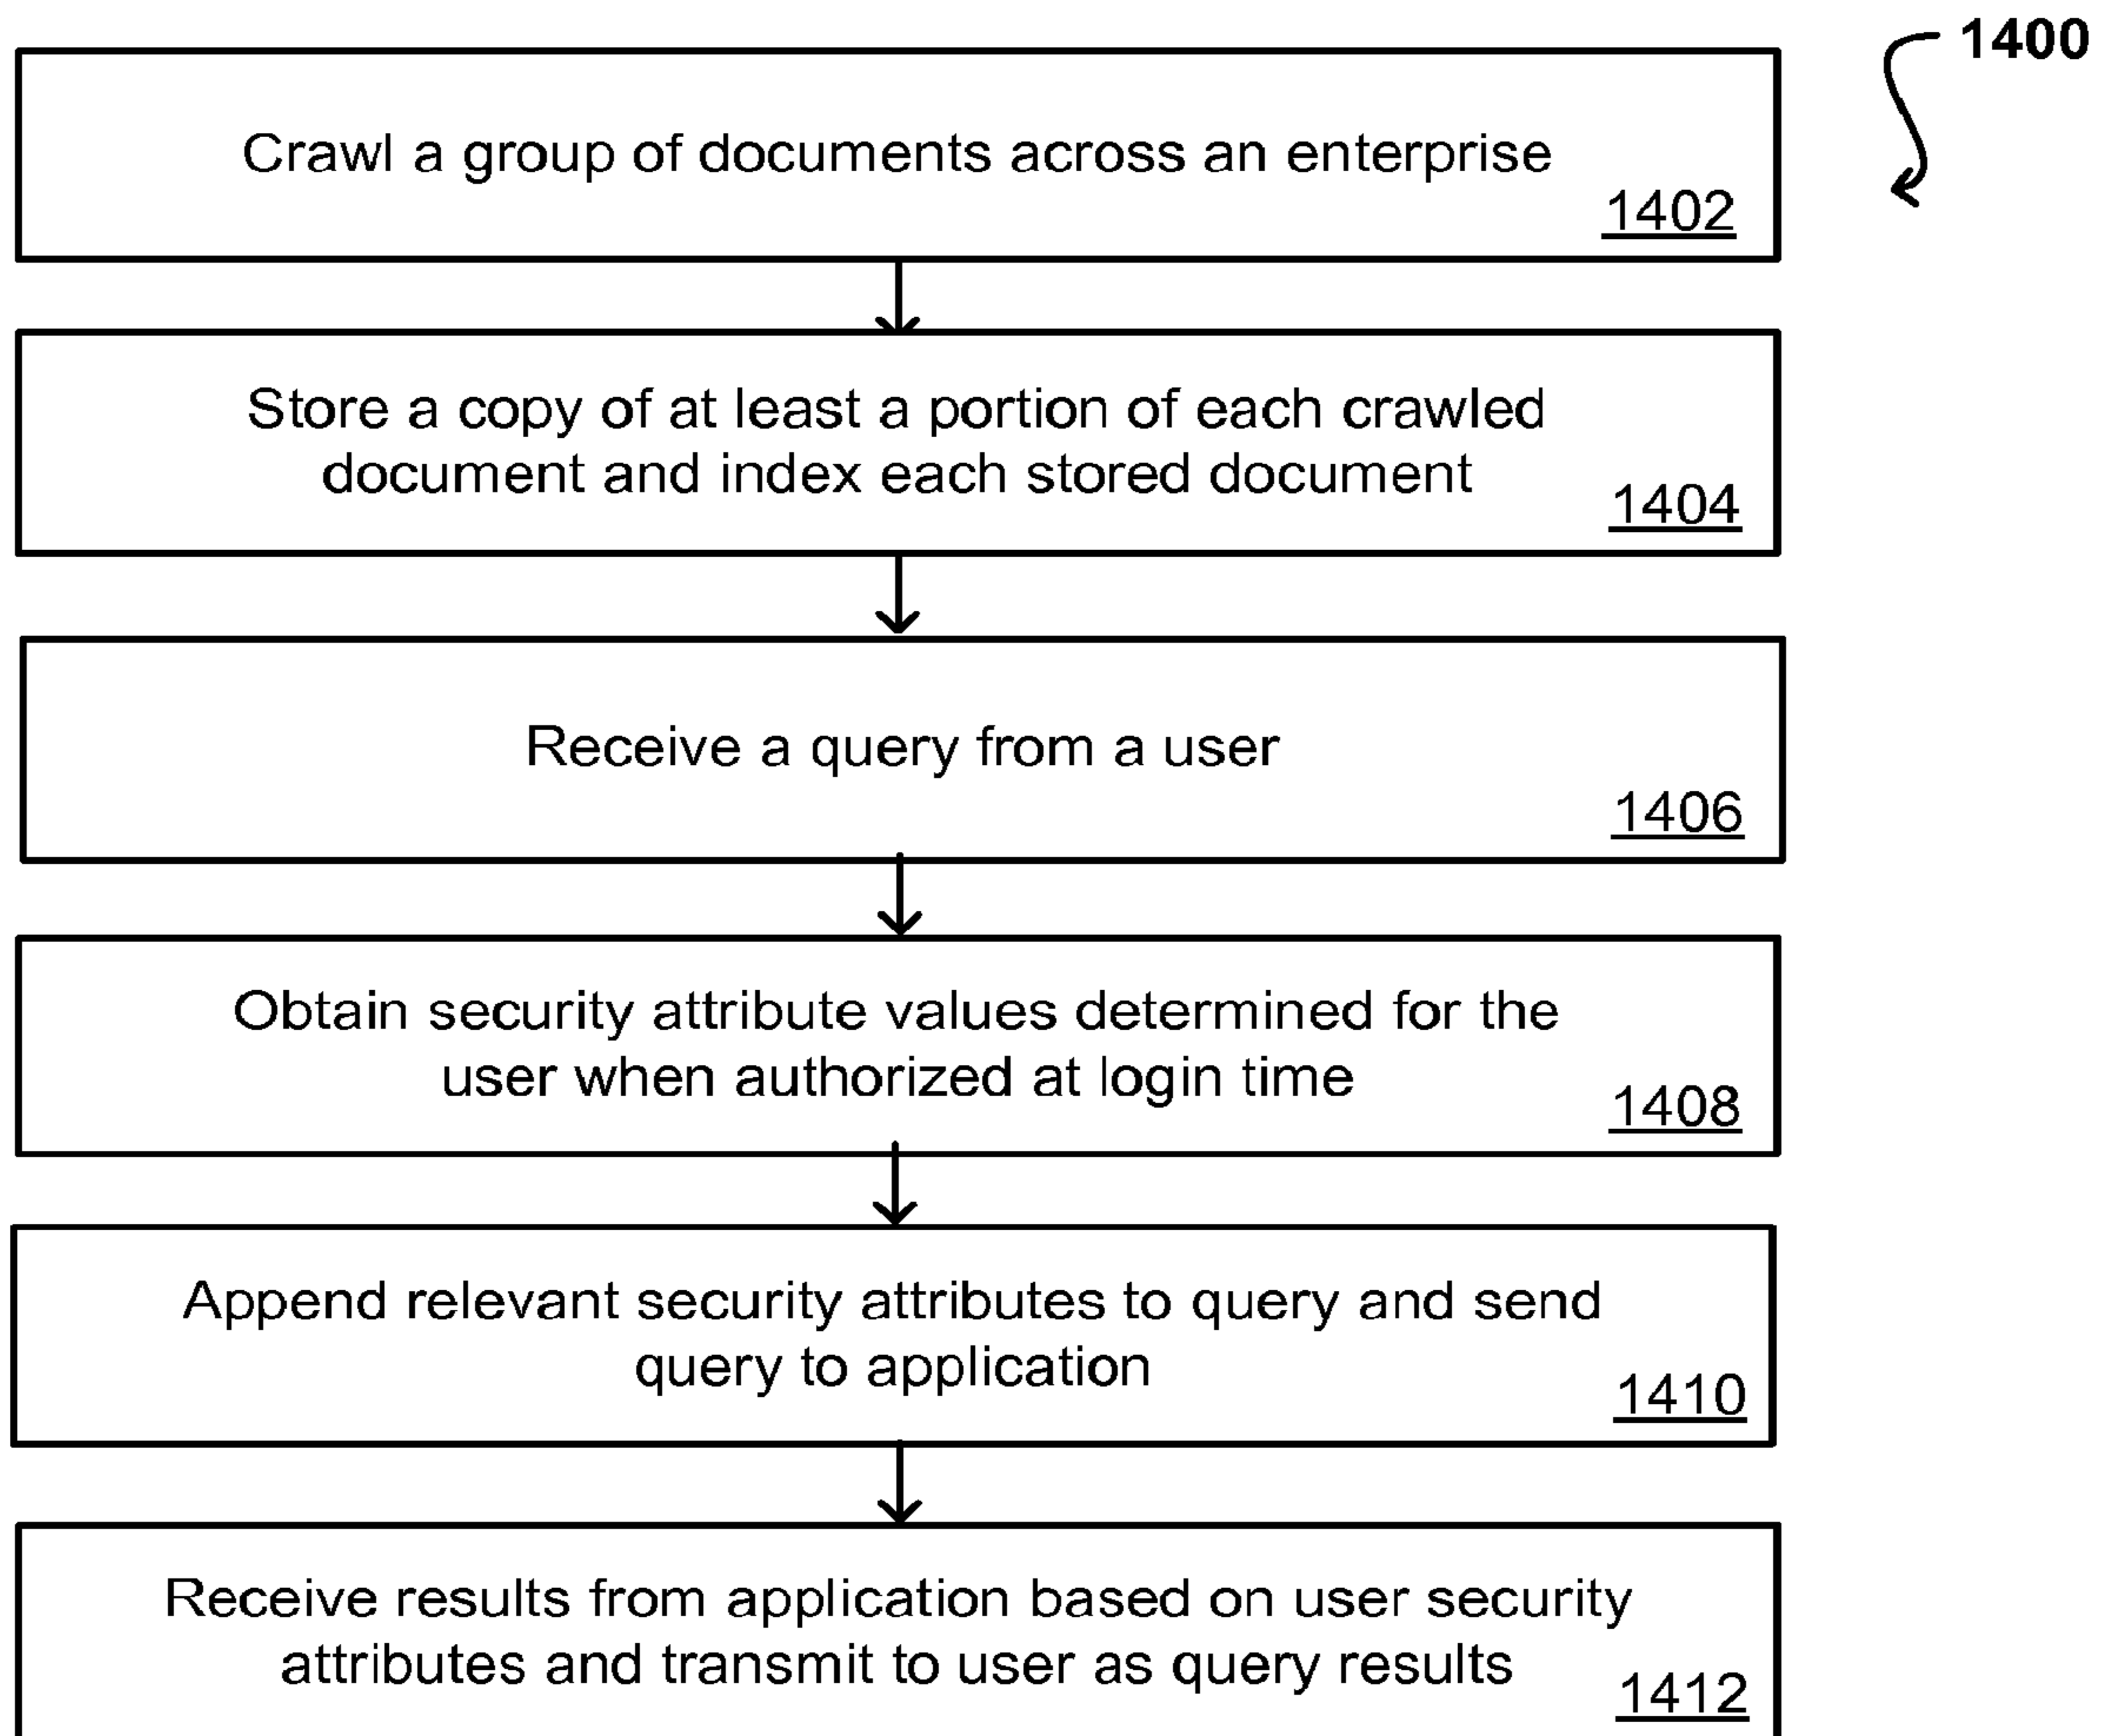 1400
Crawl a group of documents across an enterprise
1402
Store a copy of at least a portion of each crawled
document and index each stored document
1404
Receive a query from a user
1406
Obtain security attribute values determined for the
user when authorized at login time
1408
Append relevant security attributes to query and send
query to application
1410
Receive results from application based on user security
attributes and transmit to user as query results
1412